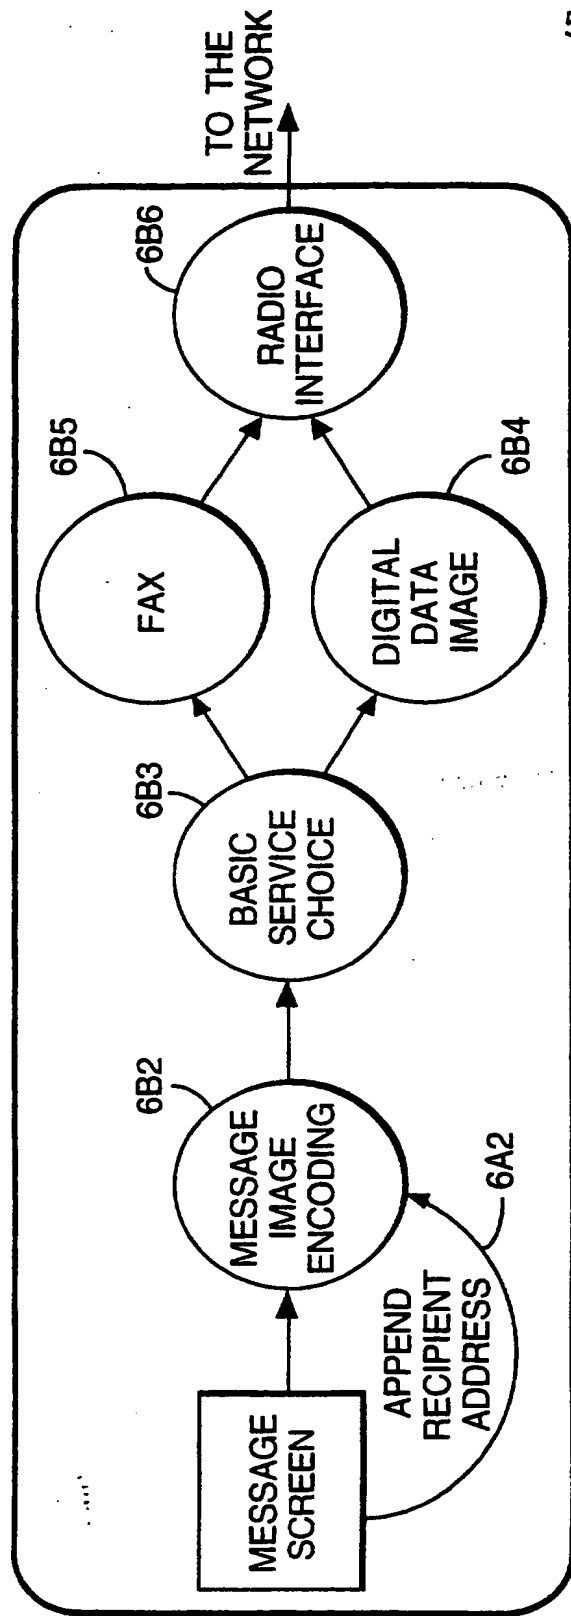 MESSAGE
SCREEN
APPEND
RECIPIENT
ADDRESS
6A2
MESSAGE
IMAGE
ENCODING
6B2
BASIC
SERVICE
CHOICE
6B3
FAX
6B5
DIGITAL
DATA
IMAGE
6B4
RADIO
INTERFACE
6B6
TO THE
NETWORK